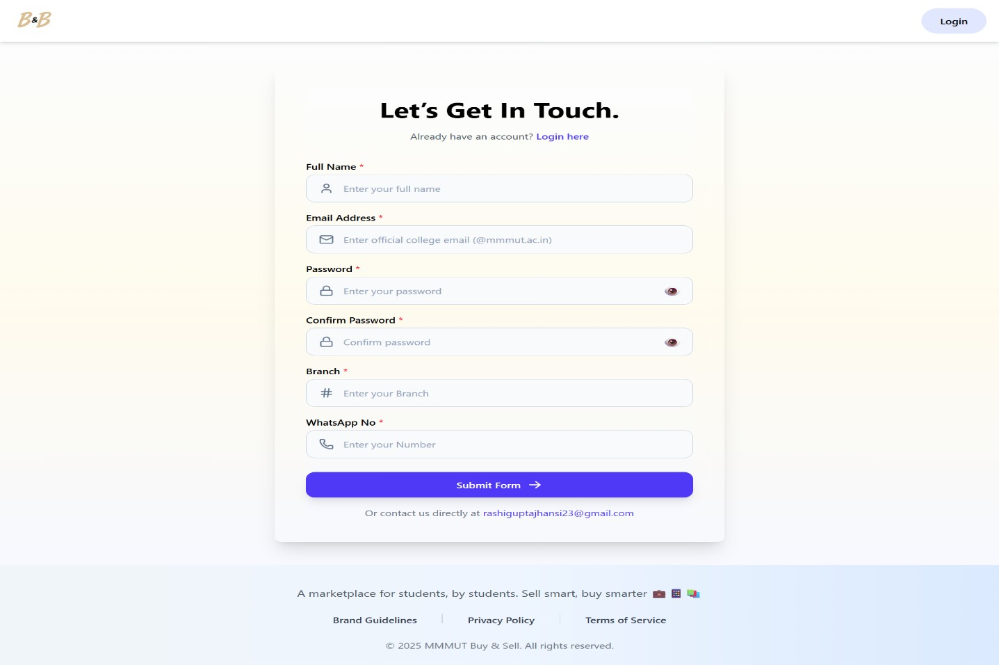 B&B
Login
Let’s Get In Touch.
Already have an account? Login here
Full Name *
Enter your full name
Email Address *
Enter official college email (@mmmut.ac.in)
Password *
Enter your password
Confirm Password *
Confirm password
Branch *
Enter your Branch
WhatsApp No *
Enter your Number
Submit Form →
Or contact us directly at rashiguptajhansi23@gmail.com
A marketplace for students, by students. Sell smart, buy smarter
Brand Guidelines | Privacy Policy | Terms of Service
© 2025 MMMUT Buy & Sell. All rights reserved.